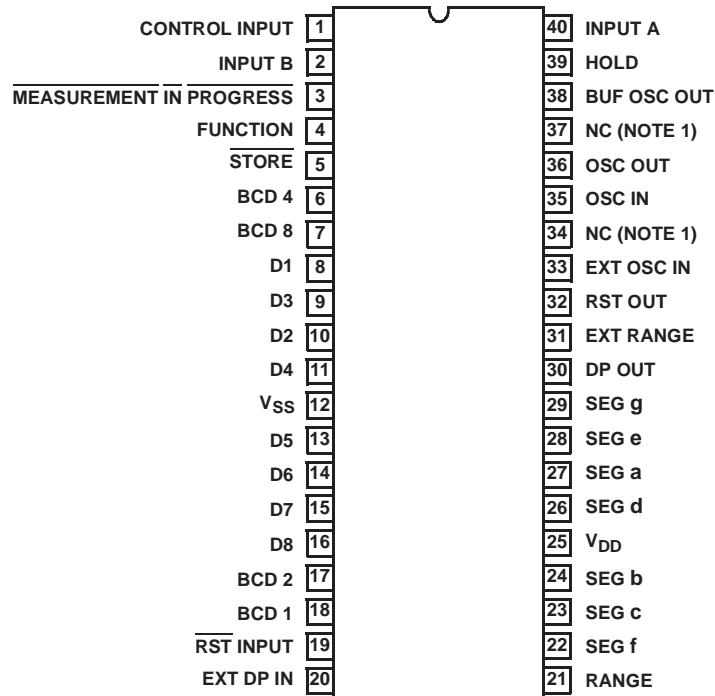 CONTROL INPUT 1 40 INPUT A
INPUT B 2 39 HOLD
MEASUREMENT IN PROGRESS 3 38 BUF OSC OUT
FUNCTION 4 37 NC (NOTE 1)
STORE 5 36 OSC OUT
BCD 4 6 35 OSC IN
BCD 8 7 34 NC (NOTE 1)
D1 8 33 EXT OSC IN
D3 9 32 RST OUT
D2 10 31 EXT RANGE
D4 11 30 DP OUT
VSS 12 29 SEG g
D5 13 28 SEG e
D6 14 27 SEG a
D7 15 26 SEG d
D8 16 25 VDD
BCD 2 17 24 SEG b
BCD 1 18 23 SEG c
RST INPUT 19 22 SEG f
EXT DP IN 20 21 RANGE